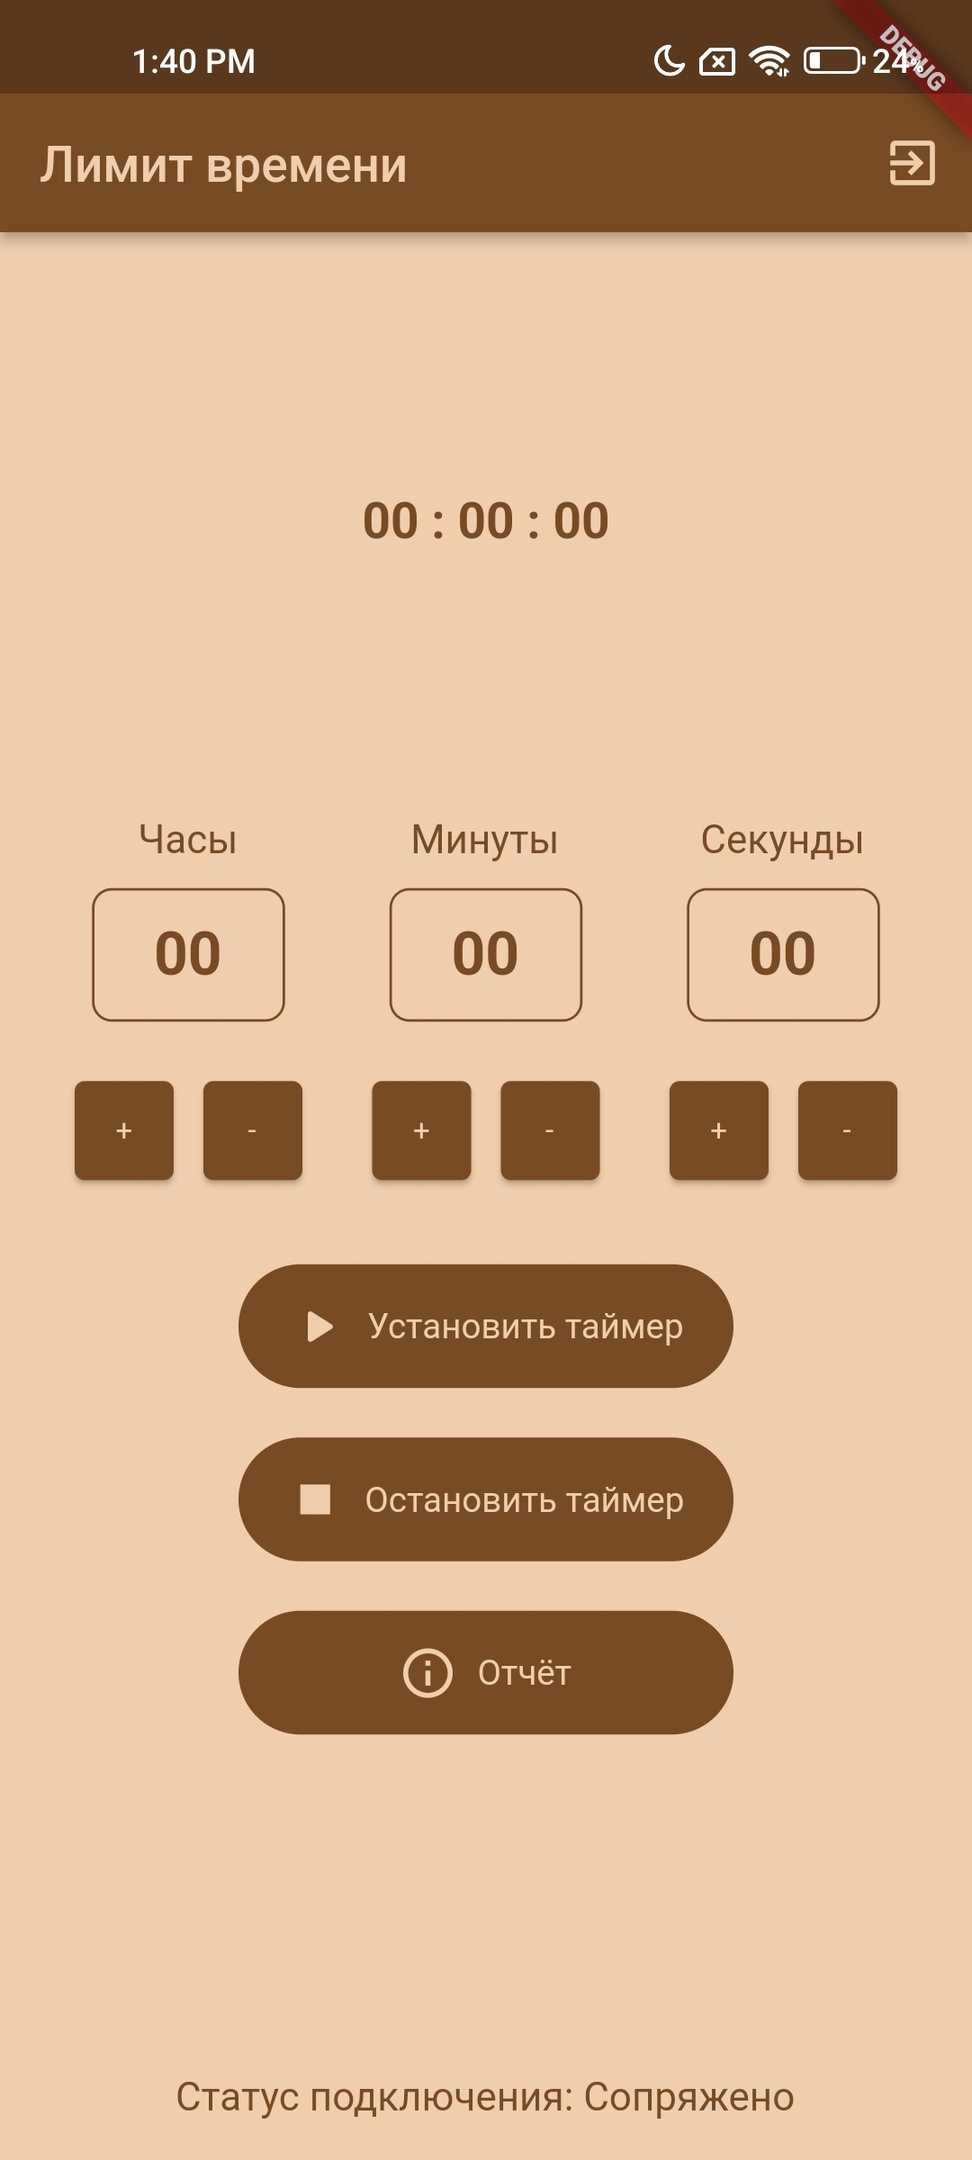 1:40 PM 24%
DEBUG
Лимит времени
00 : 00 : 00
Часы Минуты Секунды
00 00 00
+ - + - + -
Установить таймер
Остановить таймер
Отчёт
Статус подключения: Сопряжено